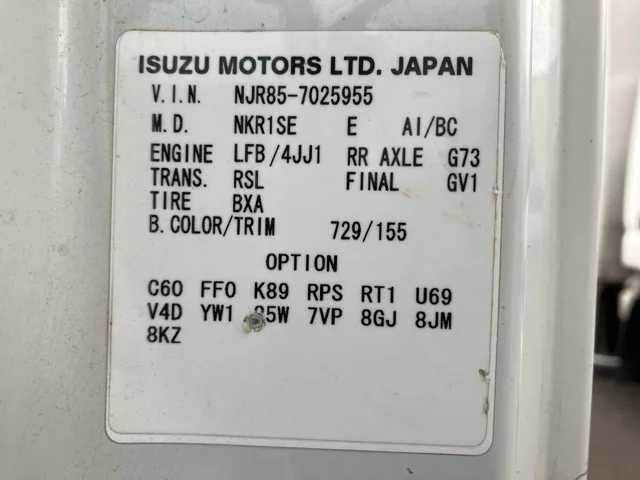 ISUZU MOTORS LTD. JAPAN
V.I.N. NJR85-7025955
M.D. NKR1SE E AI/BC
ENGINE LFB/4JJ1 RR AXLE G73
TRANS. RSL FINAL GV1
TIRE BXA
B.COLOR/TRIM 729/155
OPTION
C60 FF0 K89 RPS RT1 U69
V4D YW1 7VP 8GJ 8JM
8KZ